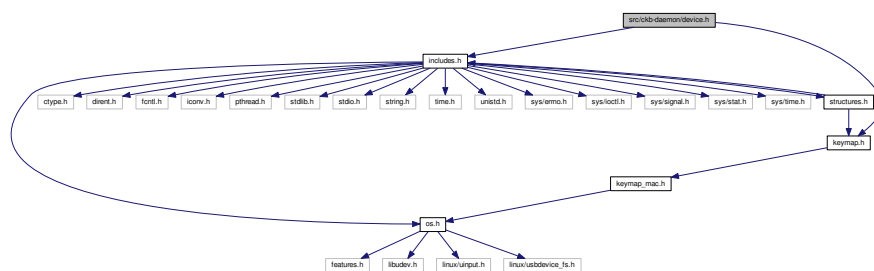 src/ckb-daemon/device.h
includes.h
ctype.h
dirent.h
fcntl.h
iconv.h
pthread.h
stdlib.h
stdio.h
string.h
time.h
unistd.h
sys/errno.h
sys/ioctl.h
sys/signal.h
sys/stat.h
sys/time.h
structures.h
keymap.h
keymap_mac.h
os.h
features.h
libudev.h
linux/uinput.h
linux/usbdevice_fs.h